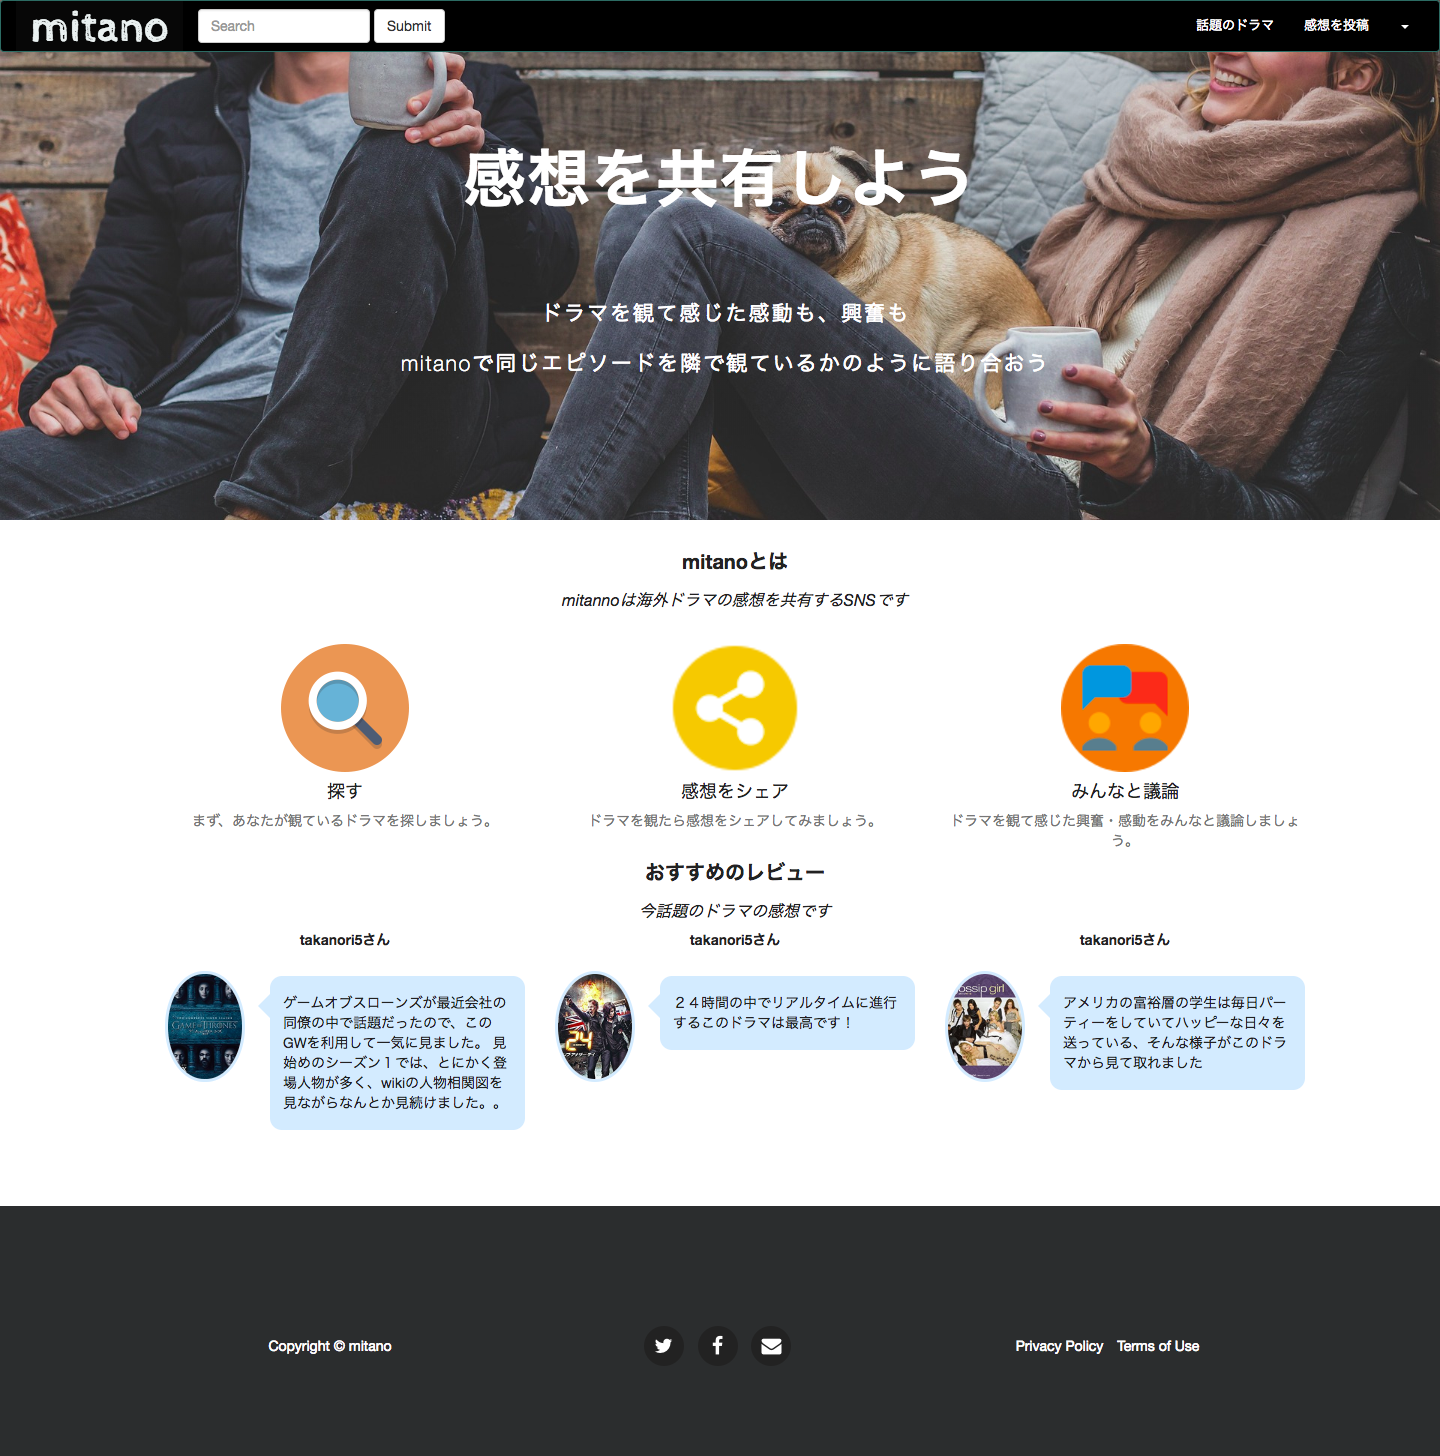 mitano
Search
Submit
話題のドラマ
感想を投稿
感想を共有しよう
ドラマを観て感じた感動も、興奮も
mitanoで同じエピソードを隣で観ているかのように語り合おう
mitanoとは
mitannoは海外ドラマの感想を共有するSNSです
探す
まず、あなたが観ているドラマを探しましょう。
感想をシェア
ドラマを観たら感想をシェアしてみましょう。
みんなと議論
ドラマを観て感じた興奮・感動をみんなと議論しましょ
う。
おすすめのレビュー
今話題のドラマの感想です
takanori5さん
GAME OF THRONES
ゲームオブスローンズが最近会社の
同僚の中で話題だったので、この
GWを利用して一気に見ました。 見
始めのシーズン１では、とにかく登
場人物が多く、wikiの人物相関図を
見ながらなんとか見続けました。。
takanori5さん
24
２４時間の中でリアルタイムに進行
するこのドラマは最高です！
takanori5さん
gossip girl
アメリカの富裕層の学生は毎日パー
ティーをしていてハッピーな日々を
送っている、そんな様子がこのドラ
マから見て取れました
Copyright © mitano
Privacy Policy
Terms of Use